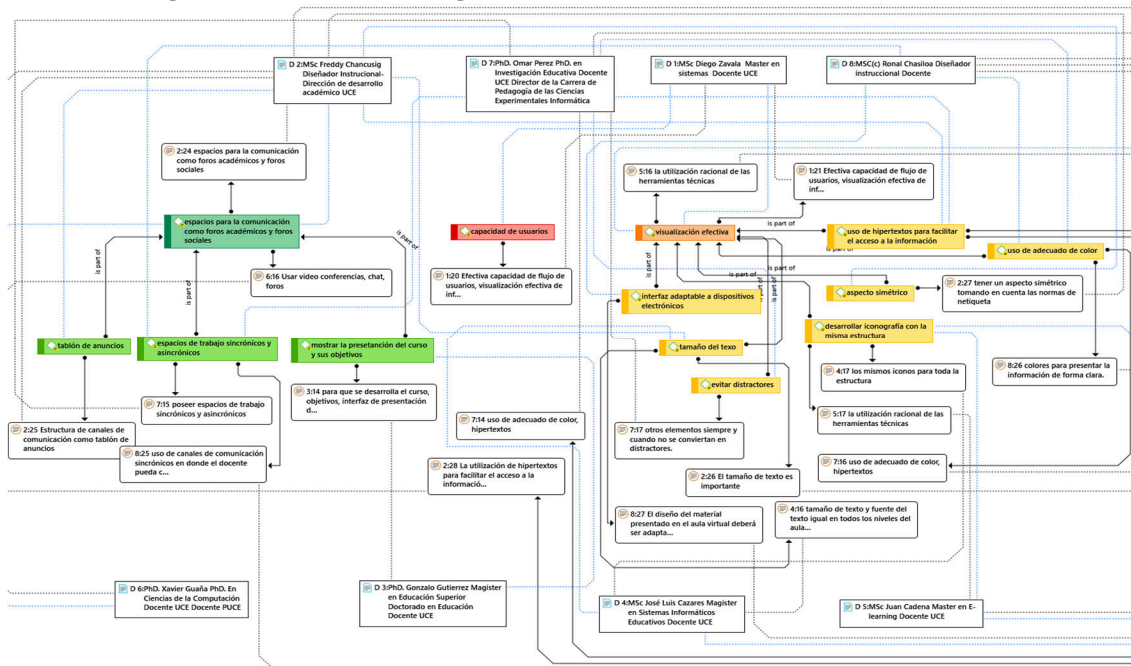 D 2:MSc Freddy Chancusig
Diseñador Instrucional-
Dirección de desarrollo
académico UCE
D 7:PhD. Omar Perez PhD. en
Investigación Educativa Docente
UCE Director de la Carrera de
Pedagogía de las Ciencias
Experimentales Informática
D 1:MSc Diego Zavala Master en
sistemas Docente UCE
D 8:MSC(c) Ronal Chasiloa Diseñador
instruccional Docente
2:24 espacios para la comunicación
como foros académicos y foros
sociales
5:16 la utilización racional de las
herramientas técnicas
1:21 Efectiva capacidad de flujo de
usuarios, visualización efectiva de
inf...
espacios para la comunicación
como foros académicos y foros
sociales
capacidad de usuarios
visualización efectiva
is part of
uso de hipertextos para facilitar
el acceso a la información
uso de adecuado de color
is part of
is part of
is part of
6:16 Usar video conferencias, chat,
foros
1:20 Efectiva capacidad de flujo de
usuarios, visualización efectiva de
inf...
is part of
is part of
is part of
is part of
interfaz adaptable a dispositivos
electrónicos
aspecto simétrico
2:27 tener un aspecto simétrico
tomando en cuenta las normas de
netiqueta
tablón de anuncios
espacios de trabajo sincrónicos y
asincrónicos
mostrar la presetanción del curso
y sus objetivos
tamaño del texo
desarrollar iconografía con la
misma estructura
evitar distractores
4:17 los mismos iconos para toda la
estructura
8:26 colores para presentar la
información de forma clara.
3:14 para que se desarrolla el curso,
objetivos, interfaz de presentación
d...
7:15 poseer espacios de trabajo
sincrónicos y asincrónicos
2:25 Estructura de canales de
comunicación como tablón de
anuncios
8:25 uso de canales de comunicación
sincrónicos en donde el docente
pueda c...
7:14 uso de adecuado de color,
hipertextos
7:17 otros elementos siempre y
cuando no se conviertan en
distractores.
5:17 la utilización racional de las
herramientas técnicas
2:28 La utilización de hipertextos
para facilitar el acceso a la
informació...
2:26 El tamaño de texto es
importante
7:16 uso de adecuado de color,
hipertextos
8:27 El diseño del material
presentado en el aula virtual deberá
ser adapta...
4:16 tamaño de texto y fuente del
texto igual en todos los niveles del
aula...
D 6:PhD. Xavier Guaña PhD. En
Ciencias de la Computación
Docente UCE Docente PUCE
D 3:PhD. Gonzalo Gutierrez Magister
en Educación Superior
Doctorado en Educación
Docente UCE
D 4:MSc José Luis Cazares Magister
en Sistemas Informáticos
Educativos Docente UCE
D 5:MSc Juan Cadena Master en E-
learning Docente UCE